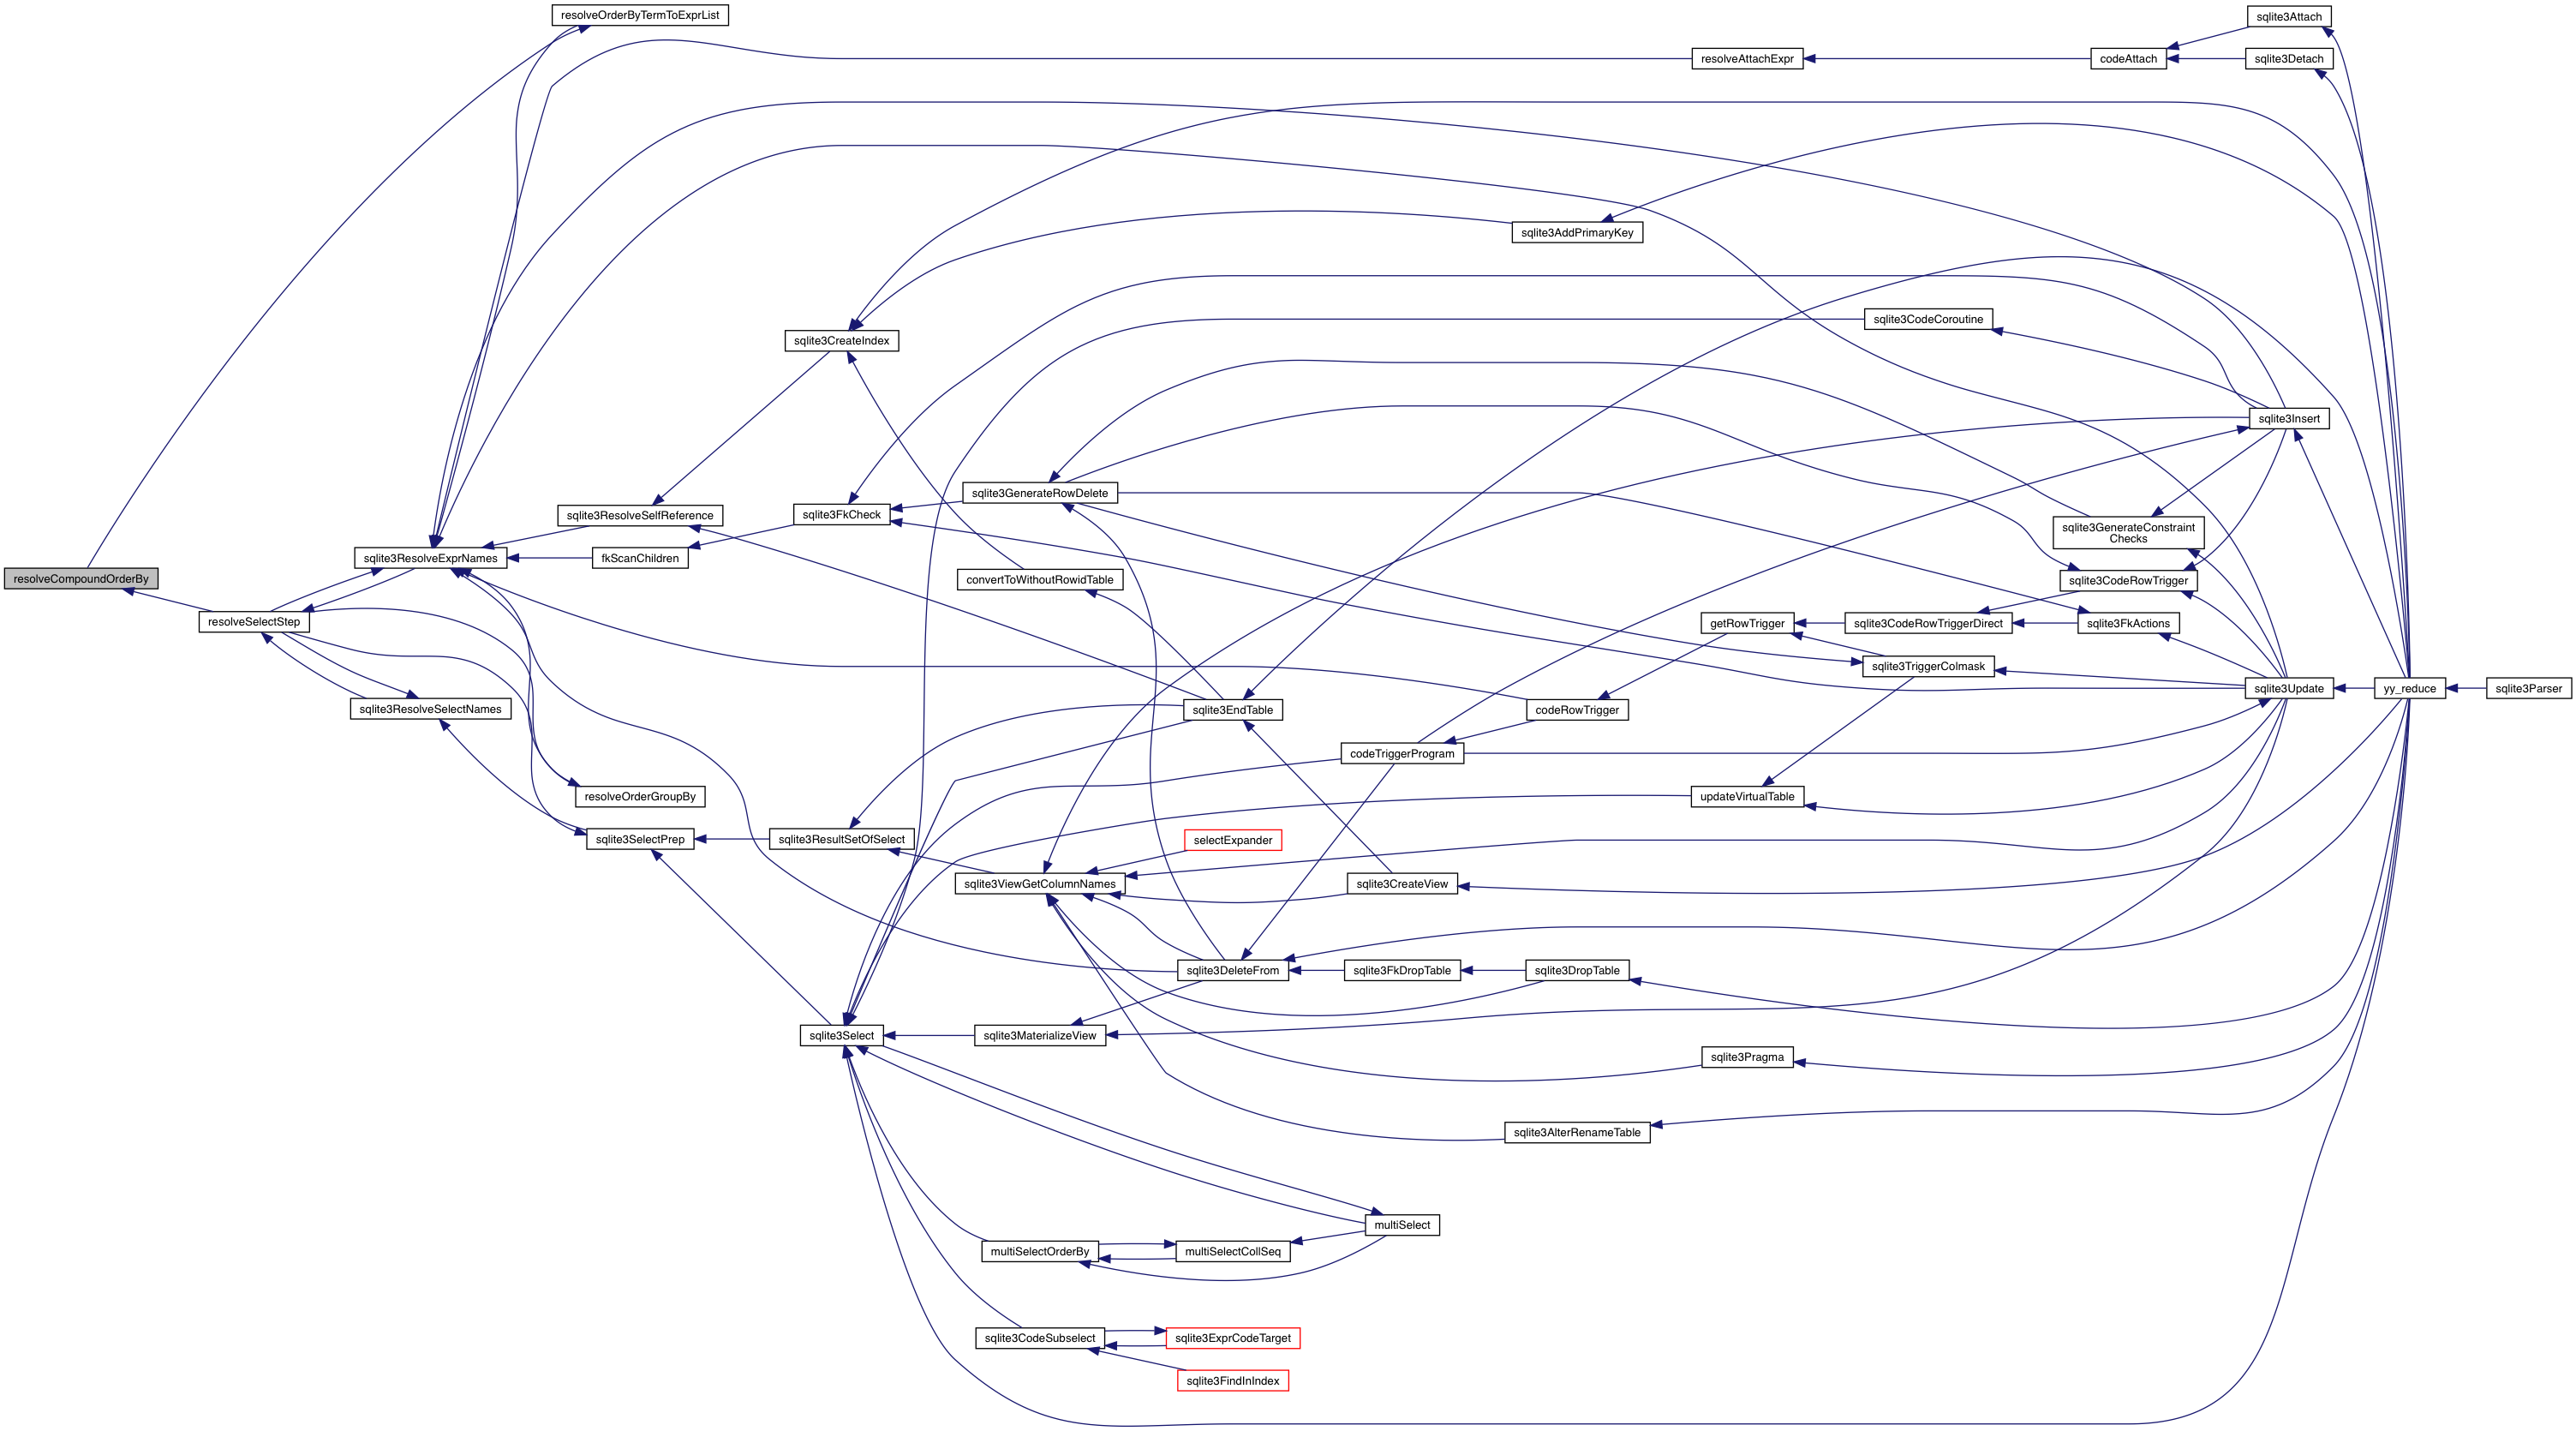 resolveOrderByTermToExprList
sqlite3Attach
resolveAttachExpr
codeAttach
sqlite3Detach
sqlite3AddPrimaryKey
sqlite3CodeCoroutine
sqlite3CreateIndex
sqlite3Insert
sqlite3GenerateRowDelete
sqlite3ResolveSelfReference
sqlite3FkCheck
sqlite3GenerateConstraint
Checks
sqlite3ResolveExprNames
fkScanChildren
resolveCompoundOrderBy
convertToWithoutRowidTable
sqlite3CodeRowTrigger
resolveSelectStep
getRowTrigger
sqlite3CodeRowTriggerDirect
sqlite3FkActions
sqlite3TriggerColmask
sqlite3Update
yy_reduce
sqlite3Parser
sqlite3ResolveSelectNames
sqlite3EndTable
codeRowTrigger
codeTriggerProgram
resolveOrderGroupBy
updateVirtualTable
sqlite3SelectPrep
sqlite3ResultSetOfSelect
selectExpander
sqlite3ViewGetColumnNames
sqlite3CreateView
sqlite3DeleteFrom
sqlite3FkDropTable
sqlite3DropTable
sqlite3Select
sqlite3MaterializeView
sqlite3Pragma
sqlite3AlterRenameTable
multiSelect
multiSelectOrderBy
multiSelectCollSeq
sqlite3CodeSubselect
sqlite3ExprCodeTarget
sqlite3FindInIndex